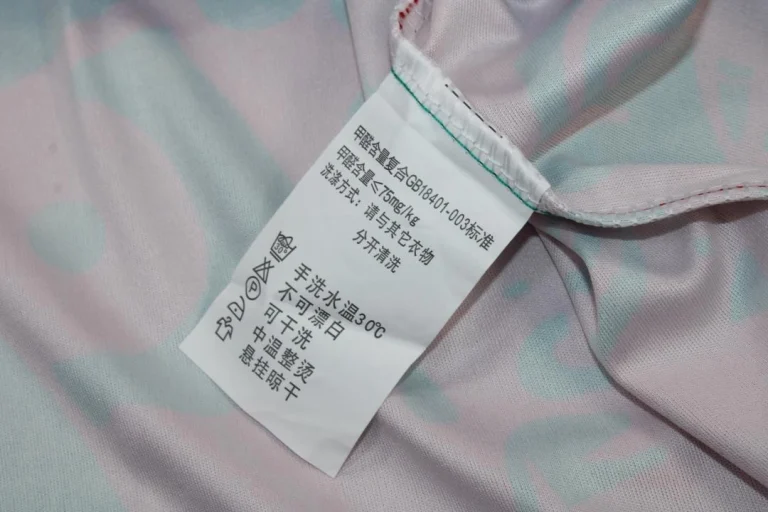 甲醛含量复合GB18401-003标准
甲醛含量≤75mg/kg
洗涤方式：请与其它衣物
分开清洗
30°
手洗水温30℃
不可漂白
P
可干洗
中温整烫
悬挂晾干